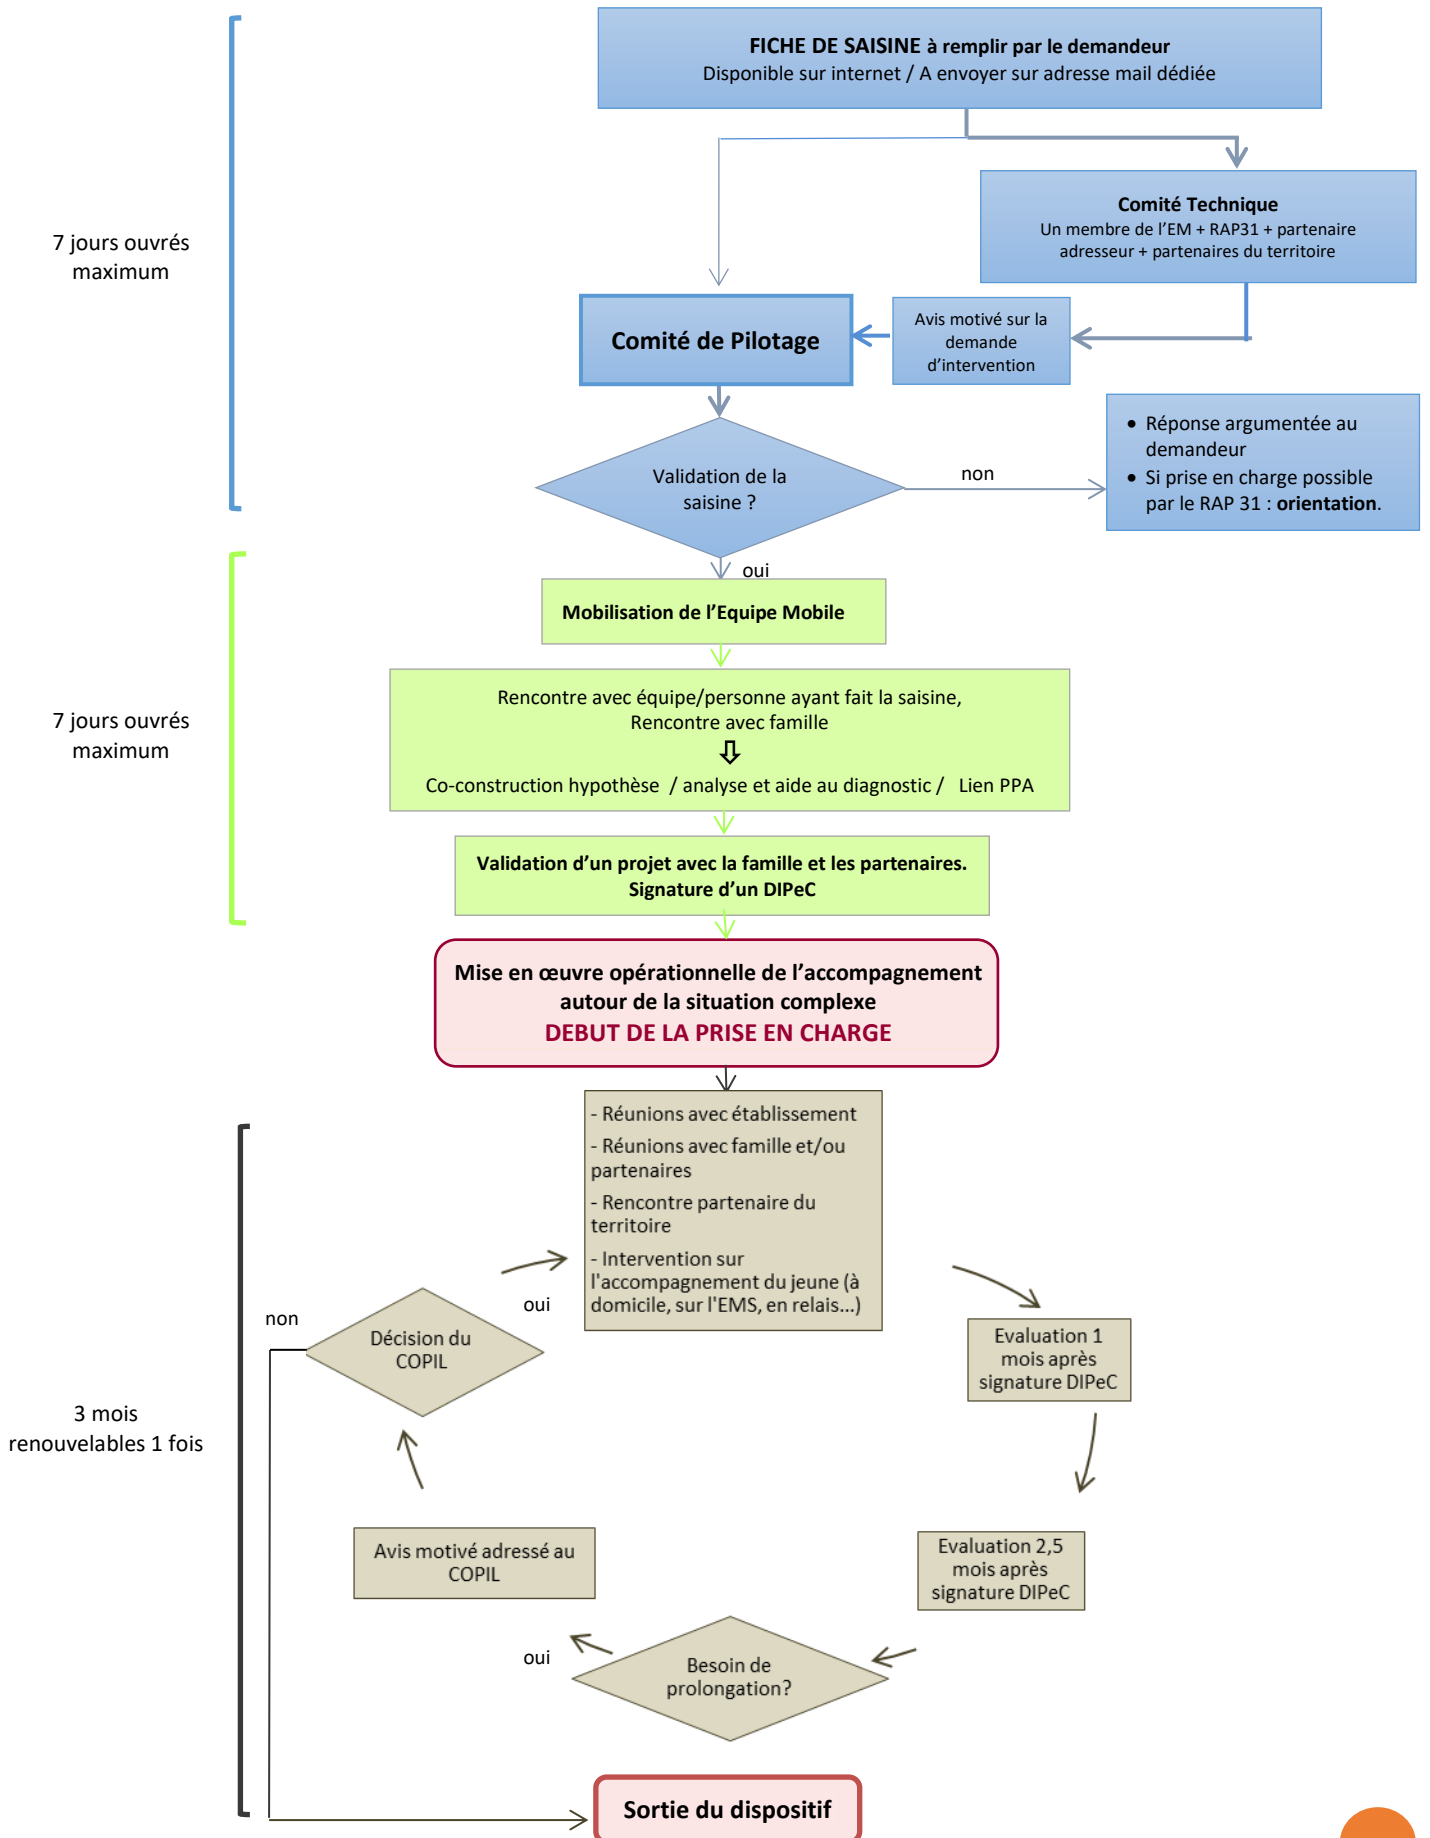 FICHE DE SAISINE à remplir par le demandeur
Disponible sur internet / A envoyer sur adresse mail dédiée
7 jours ouvrés
maximum
Comité Technique
Un membre de l'EM + RAP31 + partenaire
adresseur + partenaires du territoire
Comité de Pilotage
Avis motivé sur la
demande
d'intervention
Validation de la
saisine ?
non
• Réponse argumentée au
demandeur
• Si prise en charge possible
par le RAP 31 : orientation.
oui
7 jours ouvrés
maximum
Mobilisation de l'Equipe Mobile
Rencontre avec équipe/personne ayant fait la saisine,
Rencontre avec famille
Co-construction hypothèse / analyse et aide au diagnostic / Lien PPA
Validation d'un projet avec la famille et les partenaires.
Signature d'un DIPeC
Mise en œuvre opérationnelle de l'accompagnement
autour de la situation complexe
DEBUT DE LA PRISE EN CHARGE
- Réunions avec établissement
- Réunions avec famille et/ou
partenaires
- Rencontre partenaire du
territoire
- Intervention sur
l'accompagnement du jeune (à
domicile, sur l'EMS, en relais...)
oui
non
Décision du
COPIL
Evaluation 1
mois après
signature DIPeC
3 mois
renouvelables 1 fois
Avis motivé adressé au
COPIL
Evaluation 2,5
mois après
signature DIPeC
oui
Besoin de
prolongation?
Sortie du dispositif